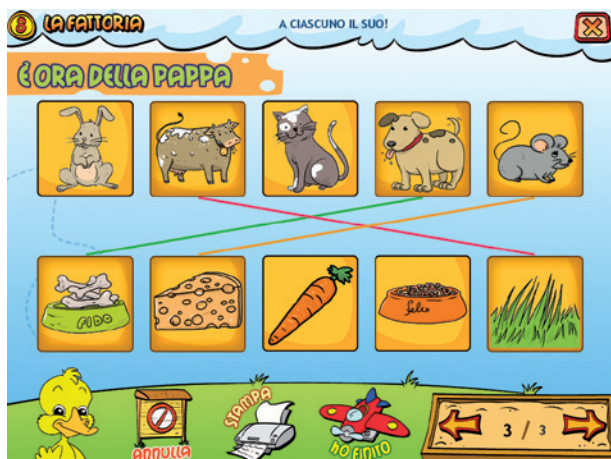 8 LA FATTORIA
A CIASCUNO IL SUO!
É ORA DELLA PAPPA
FIDO
Felix
ANNULLA
STAMPA
HO FINITO
3 / 3